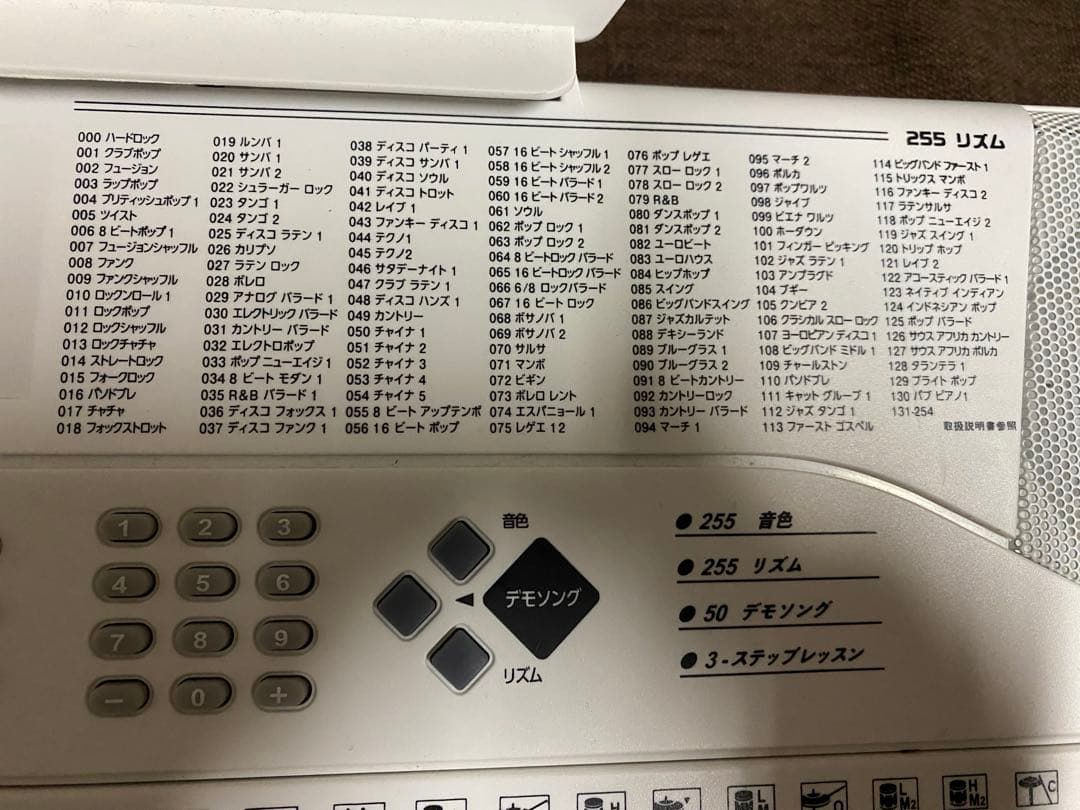 255 リズム
000 ハードロック
001 クラブポップ
002 フュージョン
003 ラップポップ
004 ブリティッシュポップ 1
005 ツイスト
006 8 ビートポップ 1
007 フュージョンシャッフル
008 ファンク
009 ファンクシャッフル
010 ロックンロール 1
011 ロックポップ
012 ロックシャッフル
013 ロックチャチャ
014 ストレートロック
015 フォークロック
016 パンドブレ
017 チャチャ
018 フォックストロット
019 ルンバ 1
020 サンバ 1
021 サンバ 2
022 シュラーガー ロック
023 タンゴ 1
024 タンゴ 2
025 ディスコ ラテン 1
026 カリプソ
027 ラテン ロック
028 ボレロ
029 アナログ バラード 1
030 エレクトリック バラード
031 カントリー バラード
032 エレクトロポップ
033 ポップ ニューエイジ 1
034 8 ビート モダン 1
035 R&B バラード 1
036 ディスコ フォックス 1
037 ディスコ ファンク 1
038 ディスコ パーティ 1
039 ディスコ サンバ 1
040 ディスコ ソウル
041 ディスコ トロット
042 レイブ 1
043 ファンキー ディスコ 1
044 テクノ1
045 テクノ2
046 サタデーナイト 1
047 クラブ ラテン 1
048 ディスコ ハンズ 1
049 カントリー
050 チャイナ 1
051 チャイナ 2
052 チャイナ 3
053 チャイナ 4
054 チャイナ 5
055 8 ビート アップテンポ
056 16 ビート ポップ
057 16 ビート シャッフル 1
058 16 ビート シャッフル 2
059 16 ビート バラード 1
060 16 ビート バラード 2
061 ソウル
062 ポップ ロック 1
063 ポップ ロック 2
064 8 ビートロック バラード
065 16 ビートロック バラード
066 6/8 ロックバラード
067 16 ビート ロック
068 ボサノバ 1
069 ボサノバ 2
070 サルサ
071 マンボ
072 ビギン
073 ボレロ レント
074 エスパニョール 1
075 レゲエ 12
076 ポップ レゲエ
077 スロー ロック 1
078 スロー ロック 2
079 R&B
080 ダンスポップ 1
081 ダンスポップ 2
082 ユーロビート
083 ユーロハウス
084 ヒップホップ
085 スイング
086 ビッグバンドスイング
087 ジャズカルテット
088 デキシーランド
089 ブルーグラス 1
090 ブルーグラス 2
091 8 ビートカントリー
092 カントリーロック
093 カントリー バラード
094 マーチ 1
095 マーチ 2
096 ポルカ
097 ポップワルツ
098 ジャイブ
099 ビエナ ワルツ
100 ホーダウン
101 フィンガー ピッキング
102 ジャズ ラテン 1
103 アンプラグド
104 ブギー
105 クンビア 2
106 クラシカル スロー ロック
107 ヨーロピアン ディスコ 1
108 ビッグバンド ミドル 1
109 チャールストン
110 パンドブレ
111 キャット グルーブ 1
112 ジャズ タンゴ 1
113 ファースト ゴスペル
114 ビッグバンド ファースト 1
115 トリックス マンボ
116 ファンキー ディスコ 2
117 ラテンサルサ
118 ポップ ニューエイジ 2
119 ジャズ スイング 1
120 トリップ ホップ
121 レイブ 2
122 アコースティック バラード 1
123 ネイティブ インディアン
124 インドネシアン ポップ
125 ポップ バラード
126 サウス アフリカ カントリー
127 サウス アフリカ ポルカ
128 タランテラ 1
129 ブライト ポップ
130 パブ ピアノ1
131-254
取扱説明書参照
1 2 3
4 5 6
7 8 9
− 0 +
音色
デモソング
リズム
255 音色
255 リズム
50 デモソング
3-ステップレッスン